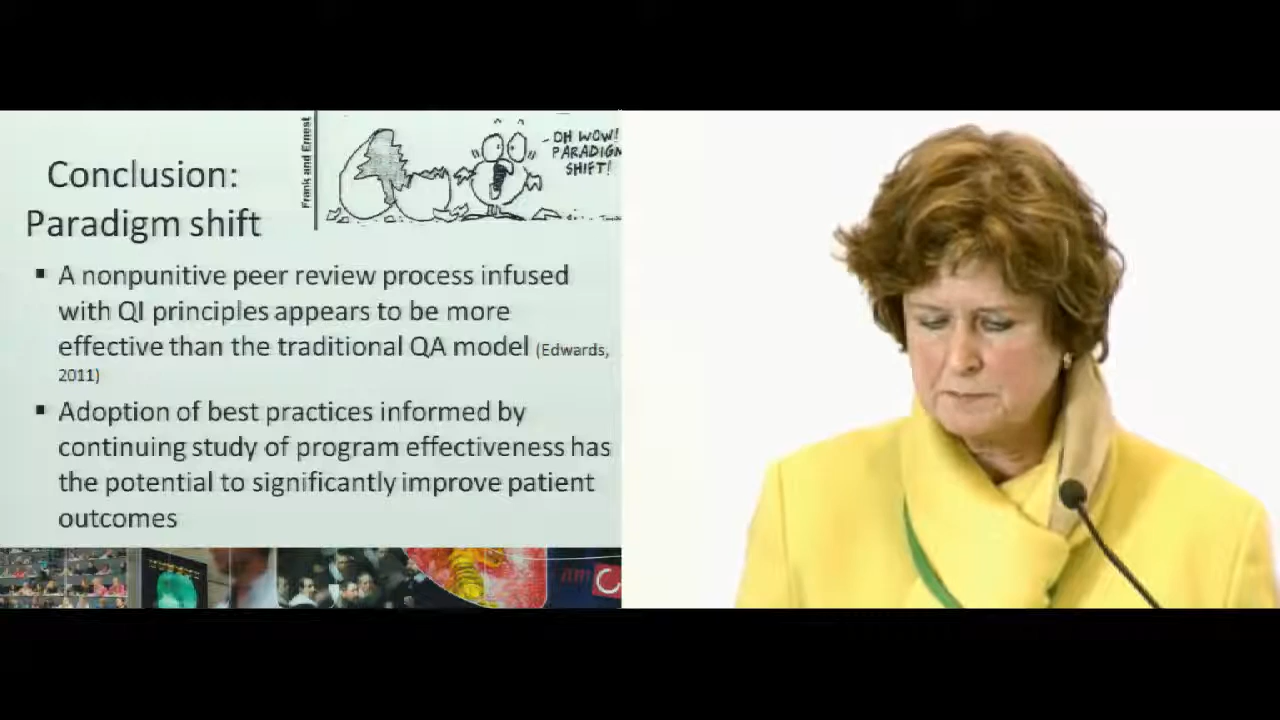 Frank and Ernest
- OH WOW!
PARADIGM
SHIFT!
Conclusion:
Paradigm shift
▪ A nonpunitive peer review process infused
with QI principles appears to be more
effective than the traditional QA model (Edwards,
2011)
▪ Adoption of best practices informed by
continuing study of program effectiveness has
the potential to significantly improve patient
outcomes